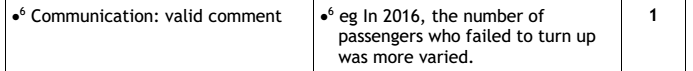 •⁶ Communication: valid comment
•⁶ eg In 2016, the number of
passengers who failed to turn up
was more varied.
1